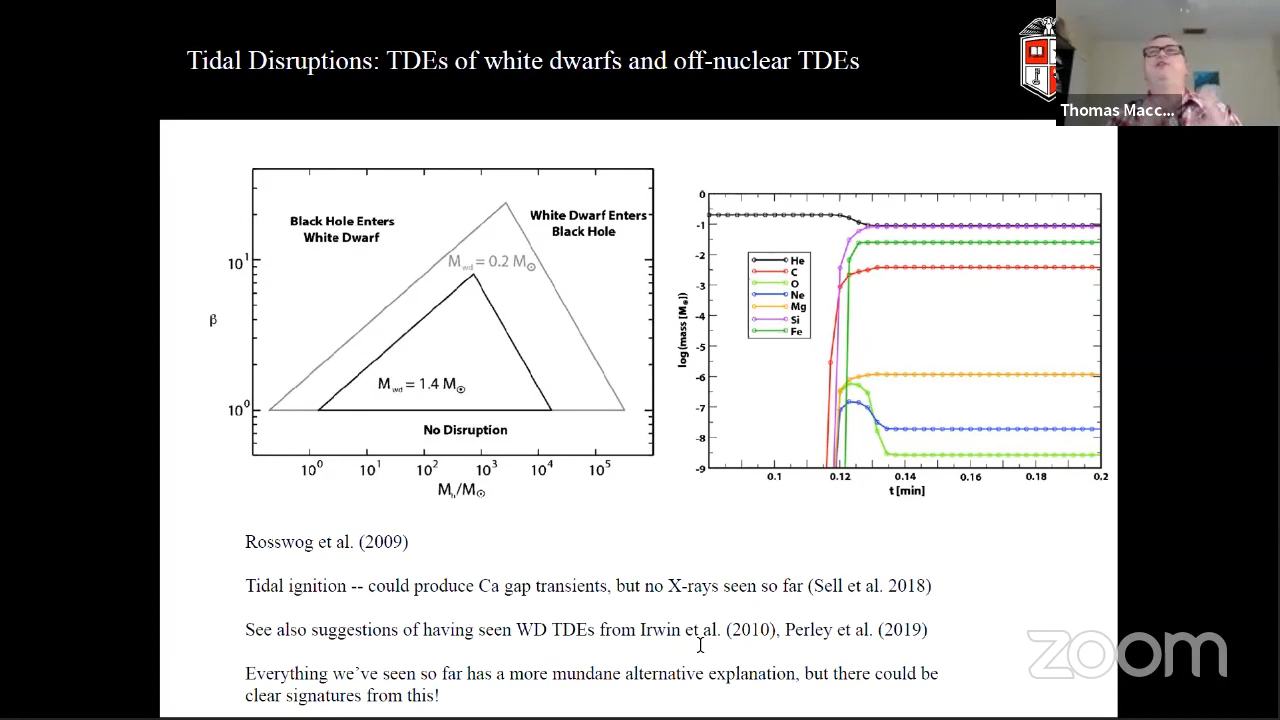 Tidal Disruptions: TDEs of white dwarfs and off-nuclear TDEs
Thomas Macc...
Black Hole Enters
White Dwarf
White Dwarf Enters
Black Hole
M_wd = 0.2 M_⊙
M_wd = 1.4 M_⊙
No Disruption
β
10^1
10^0
10^0 10^1 10^2 10^3 10^4 10^5
M_h/M_⊙
He
C
O
Ne
Mg
Si
Fe
log(mass [M_⊙])
0
-1
-2
-3
-4
-5
-6
-7
-8
-9
0.1 0.12 0.14 0.16 0.18 0.2
t [min]
Rosswog et al. (2009)
Tidal ignition -- could produce Ca gap transients, but no X-rays seen so far (Sell et al. 2018)
See also suggestions of having seen WD TDEs from Irwin et al. (2010), Perley et al. (2019)
Everything we've seen so far has a more mundane alternative explanation, but there could be
clear signatures from this!
zoom